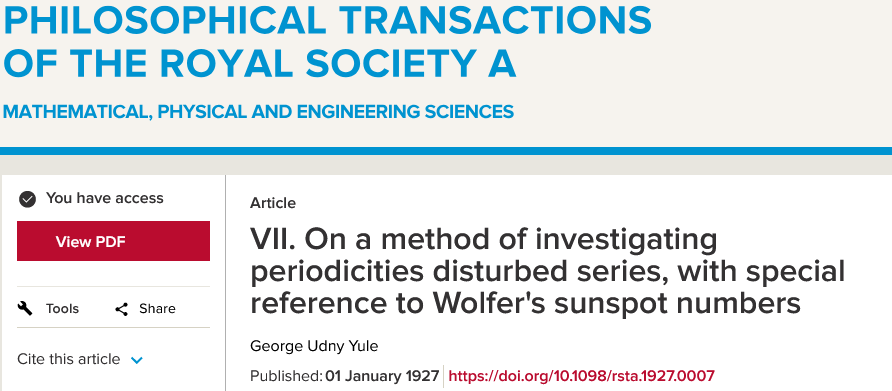 PHILOSOPHICAL TRANSACTIONS
OF THE ROYAL SOCIETY A
MATHEMATICAL, PHYSICAL AND ENGINEERING SCIENCES
You have access
View PDF
Tools
Share
Cite this article
Article
VII. On a method of investigating
periodicities disturbed series, with special
reference to Wolfer's sunspot numbers
George Udny Yule
Published: 01 January 1927 https://doi.org/10.1098/rsta.1927.0007